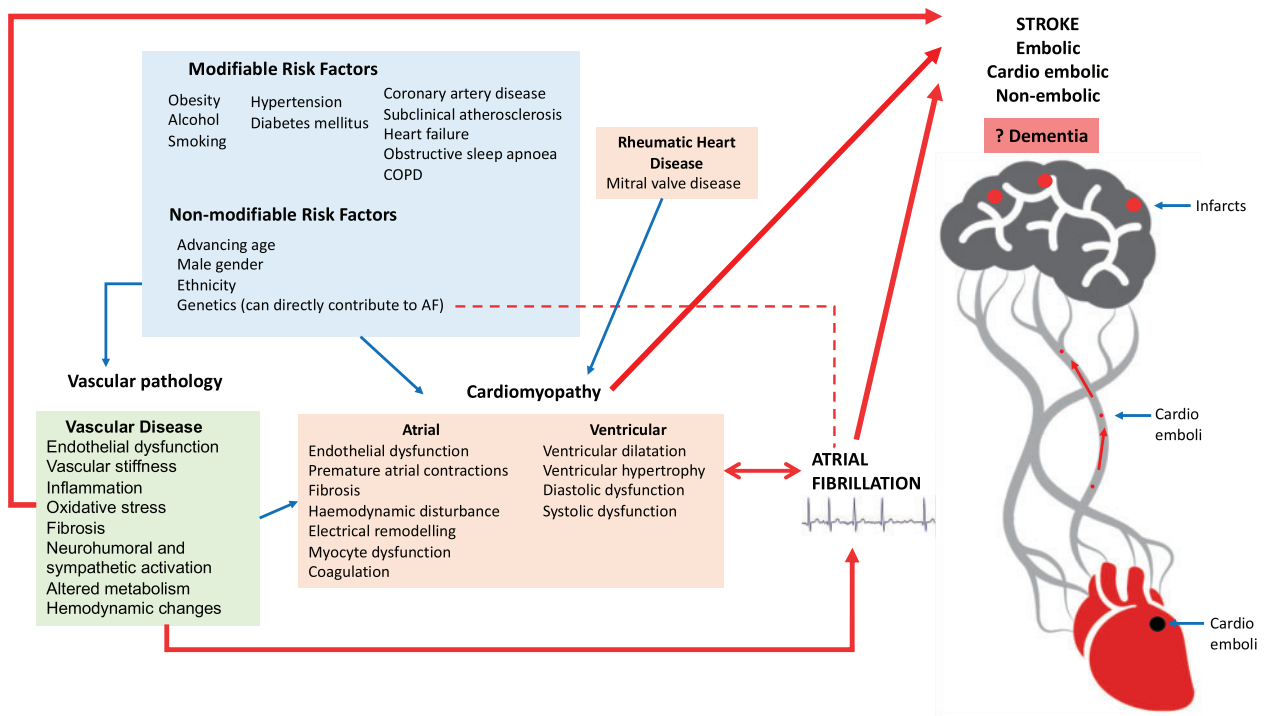 STROKE
Embolic
Cardio embolic
Non-embolic
? Dementia
Modifiable Risk Factors
Obesity
Alcohol
Smoking
Hypertension
Diabetes mellitus
Coronary artery disease
Subclinical atherosclerosis
Heart failure
Obstructive sleep apnoea
COPD
Non-modifiable Risk Factors
Advancing age
Male gender
Ethnicity
Genetics (can directly contribute to AF)
Rheumatic Heart
Disease
Mitral valve disease
Infarcts
Vascular pathology
Vascular Disease
Endothelial dysfunction
Vascular stiffness
Inflammation
Oxidative stress
Fibrosis
Neurohumoral and
sympathetic activation
Altered metabolism
Hemodynamic changes
Cardiomyopathy
Atrial
Endothelial dysfunction
Premature atrial contractions
Fibrosis
Haemodynamic disturbance
Electrical remodelling
Myocyte dysfunction
Coagulation
Ventricular
Ventricular dilatation
Ventricular hypertrophy
Diastolic dysfunction
Systolic dysfunction
ATRIAL
FIBRILLATION
Cardio
emboli
Cardio
emboli